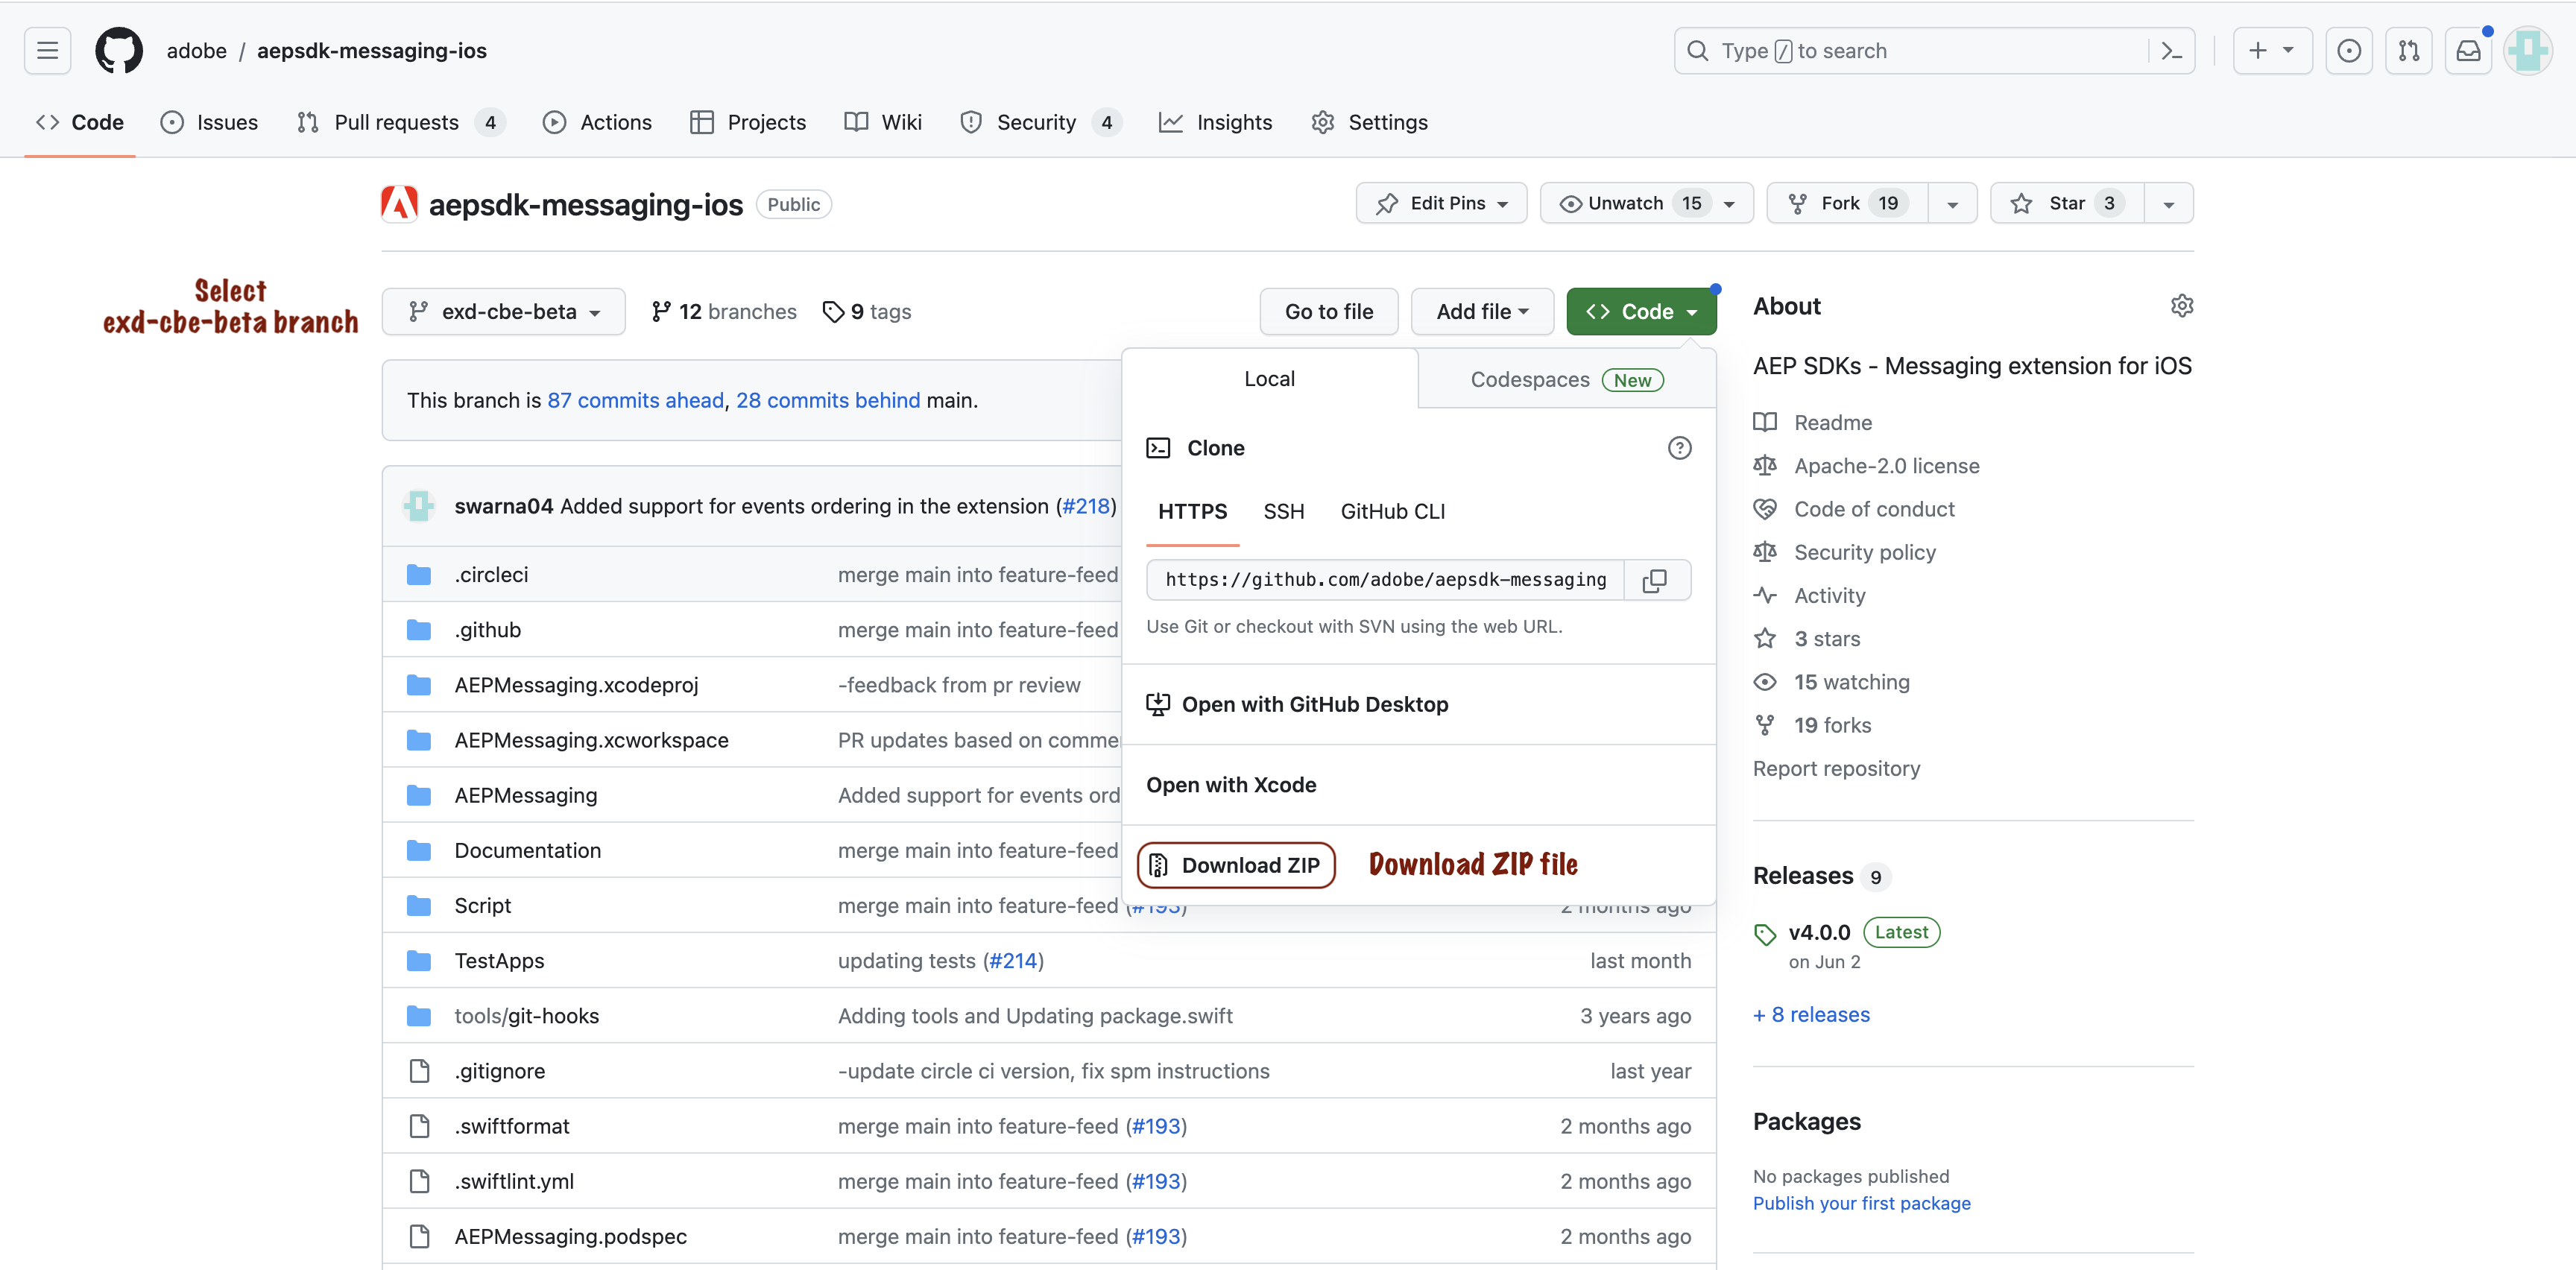 adobe / aepsdk-messaging-ios
Type / to search
Code
Issues
Pull requests 4
Actions
Projects
Wiki
Security 4
Insights
Settings
aepsdk-messaging-ios Public
Edit Pins
Unwatch 15
Fork 19
Star 3
Select
exd-cbe-beta branch
exd-cbe-beta
12 branches
9 tags
Go to file
Add file
Code
This branch is 87 commits ahead, 28 commits behind main.
swarna04 Added support for events ordering in the extension (#218)
.circleci merge main into feature-feed
.github merge main into feature-feed
AEPMessaging.xcodeproj -feedback from pr review
AEPMessaging.xcworkspace PR updates based on comme
AEPMessaging Added support for events ord
Documentation merge main into feature-feed
Script merge main into feature-feed (#193) 2 months ago
TestApps updating tests (#214) last month
tools/git-hooks Adding tools and Updating package.swift 3 years ago
.gitignore -update circle ci version, fix spm instructions last year
.swiftformat merge main into feature-feed (#193) 2 months ago
.swiftlint.yml merge main into feature-feed (#193) 2 months ago
AEPMessaging.podspec merge main into feature-feed (#193) 2 months ago
Local
Codespaces New
Clone
HTTPS SSH GitHub CLI
https://github.com/adobe/aepsdk-messaging
Use Git or checkout with SVN using the web URL.
Open with GitHub Desktop
Open with Xcode
Download ZIP
Download ZIP file
About
AEP SDKs - Messaging extension for iOS
Readme
Apache-2.0 license
Code of conduct
Security policy
Activity
3 stars
15 watching
19 forks
Report repository
Releases 9
v4.0.0 Latest
on Jun 2
+ 8 releases
Packages
No packages published
Publish your first package